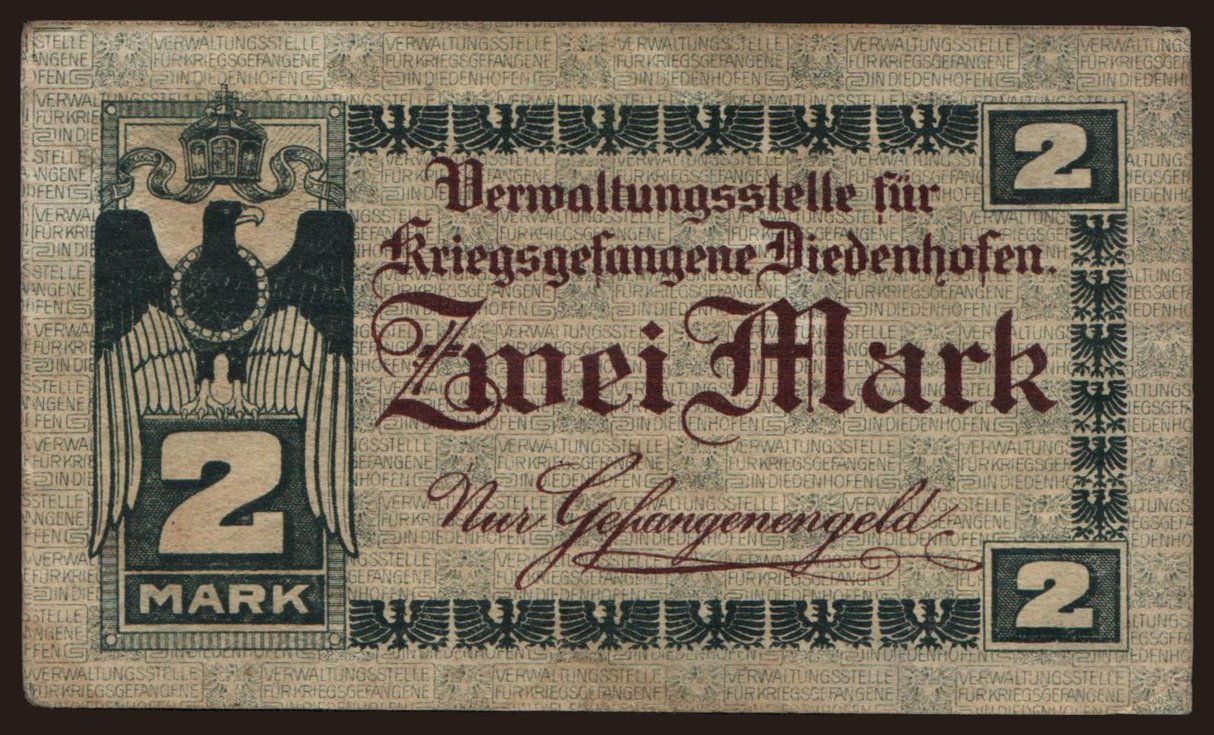 2
Verwaltungsstelle für
Kriegsgefangene Diedenhofen.
Zwei Mark
Nur Gefangenengeld
2
MARK
2
VERWALTUNGSSTELLE
FÜR KRIEGSGEFANGENE
IN DIEDENHOFEN